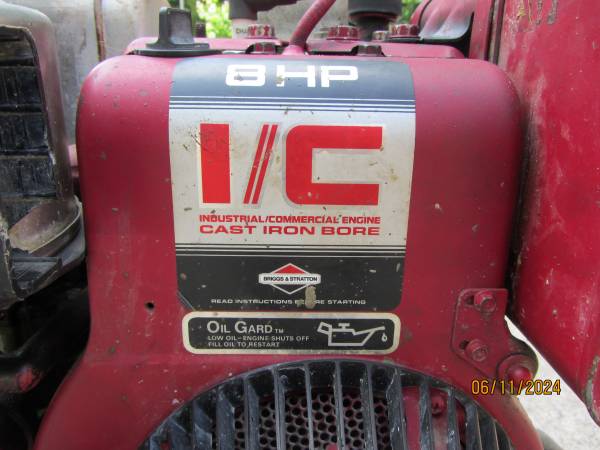 8 HP
I/C
INDUSTRIAL/COMMERCIAL ENGINE
CAST IRON BORE
BRIGGS & STRATTON
READ INSTRUCTIONS BEFORE STARTING
OIL GARD TM
LOW OIL-ENGINE SHUTS OFF
FILL OIL TO RESTART
06/11/2024